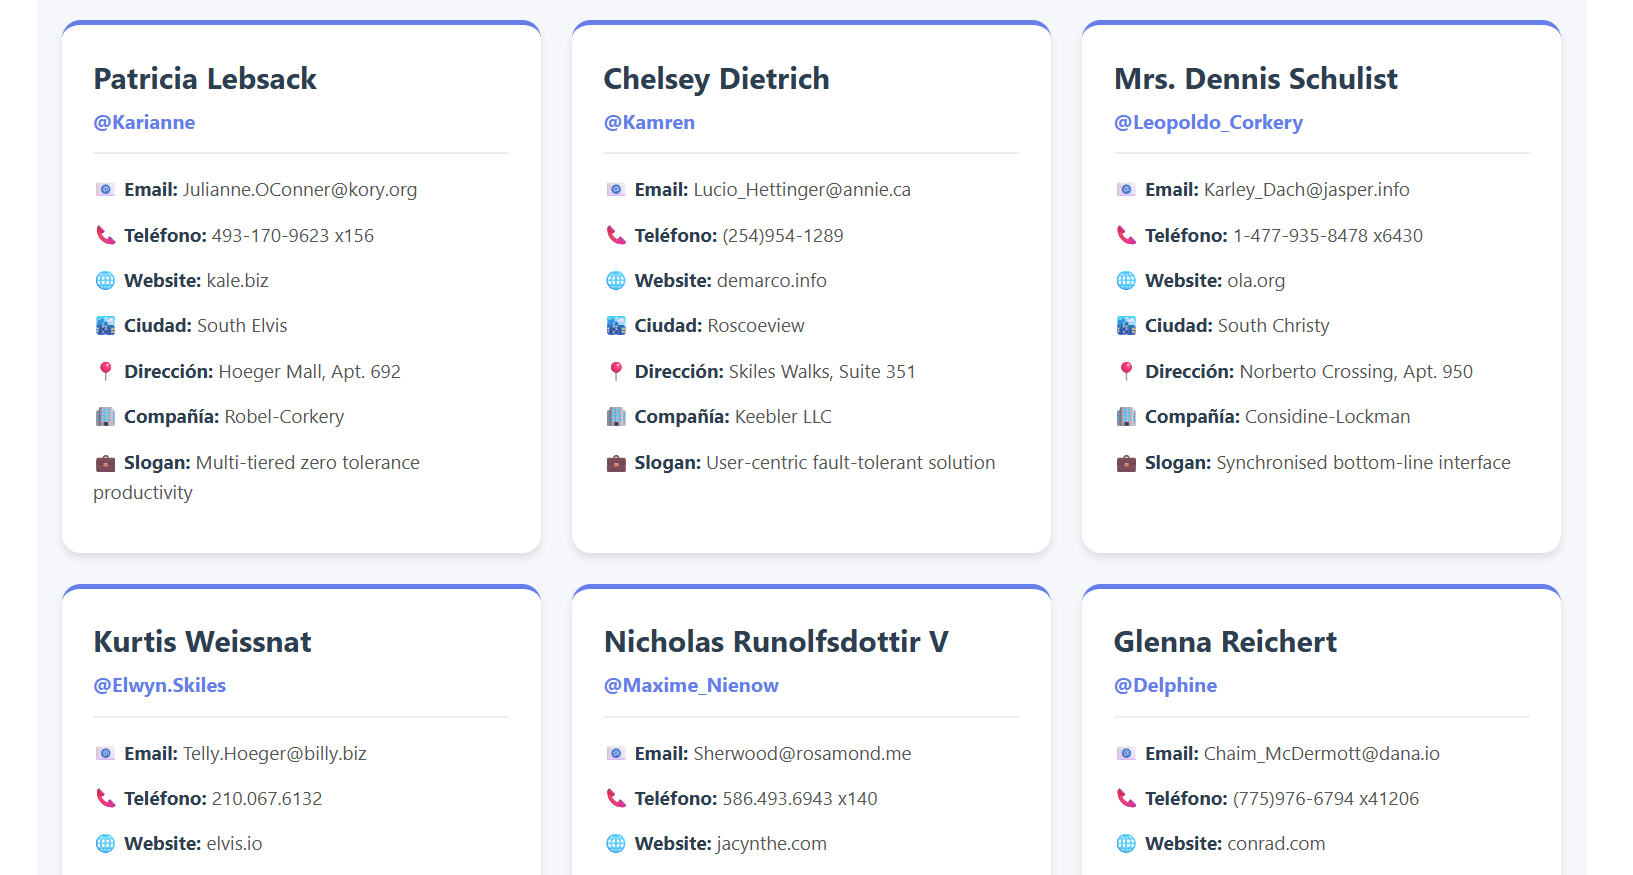 Patricia Lebsack
@Karianne
Email: Julianne.OConner@kory.org
Teléfono: 493-170-9623 x156
Website: kale.biz
Ciudad: South Elvis
Dirección: Hoeger Mall, Apt. 692
Compañía: Robel-Corkery
Slogan: Multi-tiered zero tolerance
productivity
Chelsey Dietrich
@Kamren
Email: Lucio_Hettinger@annie.ca
Teléfono: (254)954-1289
Website: demarco.info
Ciudad: Roscoeview
Dirección: Skiles Walks, Suite 351
Compañía: Keebler LLC
Slogan: User-centric fault-tolerant solution
Mrs. Dennis Schulist
@Leopoldo_Corkery
Email: Karley_Dach@jasper.info
Teléfono: 1-477-935-8478 x6430
Website: ola.org
Ciudad: South Christy
Dirección: Norberto Crossing, Apt. 950
Compañía: Considine-Lockman
Slogan: Synchronised bottom-line interface
Kurtis Weissnat
@Elwyn.Skiles
Email: Telly.Hoeger@billy.biz
Teléfono: 210.067.6132
Website: elvis.io
Nicholas Runolfsdottir V
@Maxime_Nienow
Email: Sherwood@rosamond.me
Teléfono: 586.493.6943 x140
Website: jacynthe.com
Glenna Reichert
@Delphine
Email: Chaim_McDermott@dana.io
Teléfono: (775)976-6794 x41206
Website: conrad.com